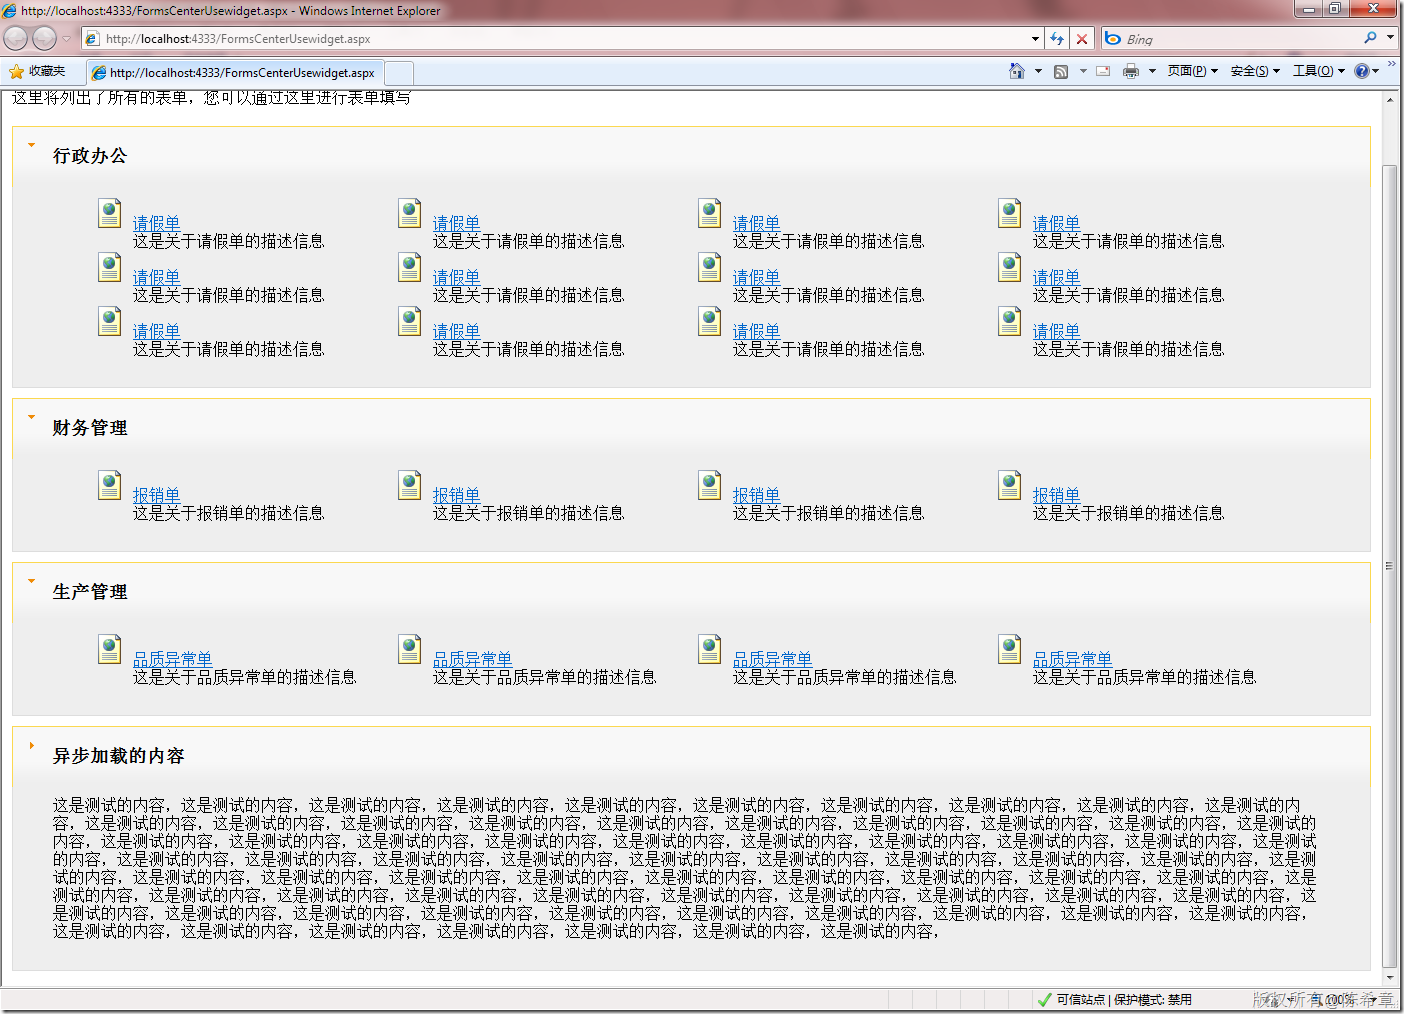 http://localhost:4333/FormsCenterUsewidget.aspx - Windows Internet Explorer
http://localhost:4333/FormsCenterUsewidget.aspx
Bing
收藏夹
http://localhost:4333/FormsCenterUsewidget.aspx
页面(P)
安全(S)
工具(O)
这里将列出了所有的表单，您可以通过这里进行表单填写
行政办公
请假单 请假单 请假单 请假单
这是关于请假单的描述信息 这是关于请假单的描述信息 这是关于请假单的描述信息 这是关于请假单的描述信息
请假单 请假单 请假单 请假单
这是关于请假单的描述信息 这是关于请假单的描述信息 这是关于请假单的描述信息 这是关于请假单的描述信息
请假单 请假单 请假单 请假单
这是关于请假单的描述信息 这是关于请假单的描述信息 这是关于请假单的描述信息 这是关于请假单的描述信息
财务管理
报销单 报销单 报销单 报销单
这是关于报销单的描述信息 这是关于报销单的描述信息 这是关于报销单的描述信息 这是关于报销单的描述信息
生产管理
品质异常单 品质异常单 品质异常单 品质异常单
这是关于品质异常单的描述信息 这是关于品质异常单的描述信息 这是关于品质异常单的描述信息 这是关于品质异常单的描述信息
异步加载的内容
这是测试的内容，这是测试的内容，这是测试的内容，这是测试的内容，这是测试的内容，这是测试的内容，这是测试的内容，这是测试的内容，这是测试的内容，这是测试的内
容，这是测试的内容，这是测试的内容，这是测试的内容，这是测试的内容，这是测试的内容，这是测试的内容，这是测试的内容，这是测试的内容，这是测试的内容，这是测试的
内容，这是测试的内容，这是测试的内容，这是测试的内容，这是测试的内容，这是测试的内容，这是测试的内容，这是测试的内容，这是测试的内容，这是测试的内容，这是测试
的内容，这是测试的内容，这是测试的内容，这是测试的内容，这是测试的内容，这是测试的内容，这是测试的内容，这是测试的内容，这是测试的内容，这是测试的内容，这是测
试的内容，这是测试的内容，这是测试的内容，这是测试的内容，这是测试的内容，这是测试的内容，这是测试的内容，这是测试的内容，这是测试的内容，这是测试的内容，这是
测试的内容，这是测试的内容，这是测试的内容，这是测试的内容，这是测试的内容，这是测试的内容，这是测试的内容，这是测试的内容，这是测试的内容，这是测试的内容，这
是测试的内容，这是测试的内容，这是测试的内容，这是测试的内容，这是测试的内容，这是测试的内容，这是测试的内容，这是测试的内容，这是测试的内容，这是测试的内容，
这是测试的内容，这是测试的内容，这是测试的内容，这是测试的内容，这是测试的内容，这是测试的内容，这是测试的内容，
可信站点 | 保护模式: 禁用
100%
版权所有@陈希章